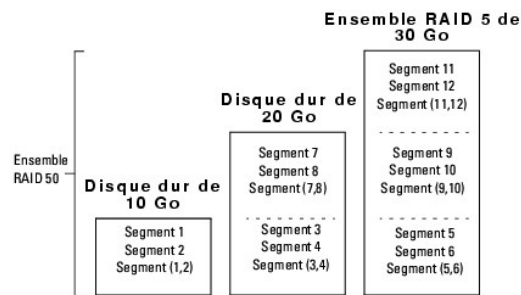 Ensemble RAID 5 de
30 Go
Segment 11
Segment 12
Segment (11,12)
Segment 9
Segment 10
Segment (9,10)
Segment 5
Segment 6
Segment (5,6)
Disque dur de
20 Go
Segment 7
Segment 8
Segment (7,8)
Segment 3
Segment 4
Segment (3,4)
Ensemble
RAID 50
Disque dur de
10 Go
Segment 1
Segment 2
Segment (1,2)